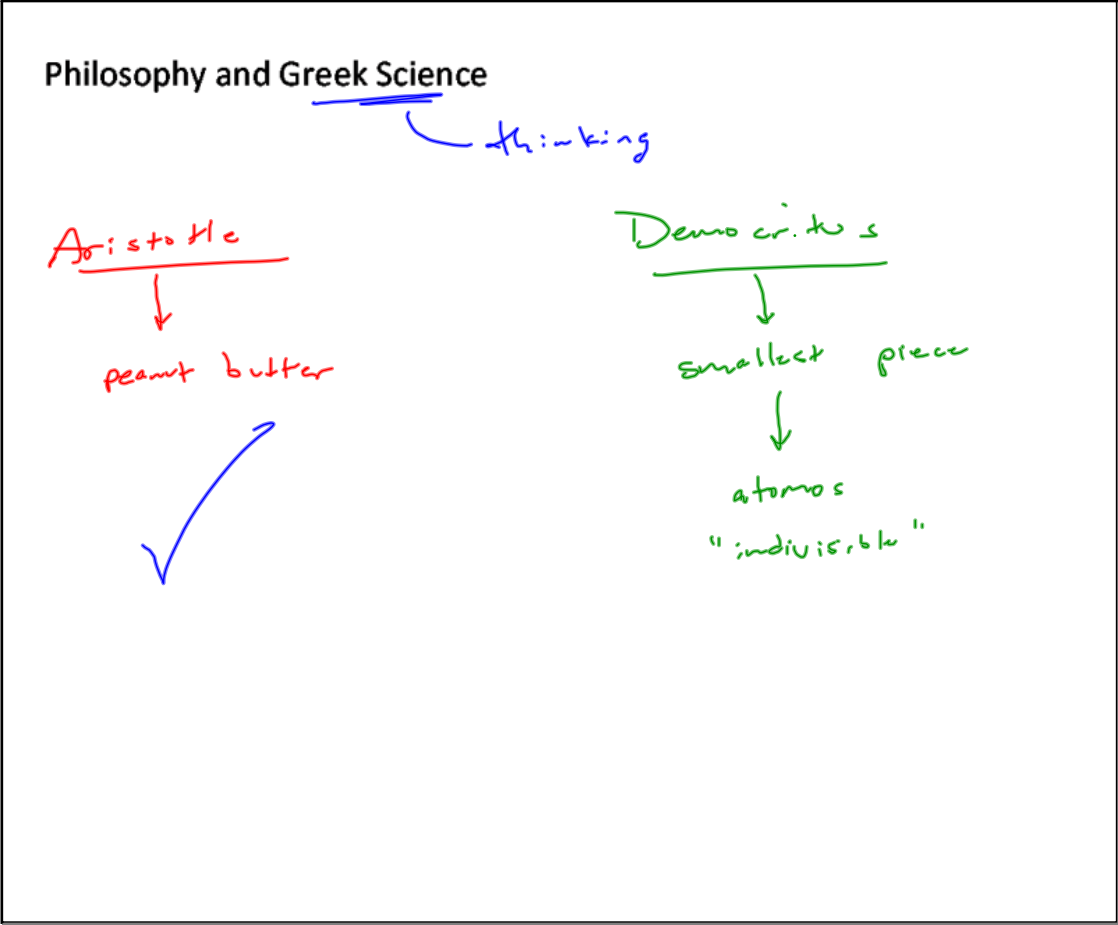 Philosophy and Greek Science
thinking
Aristotle
peanut butter
Democritus
smallest piece
atomos
"indivisible"